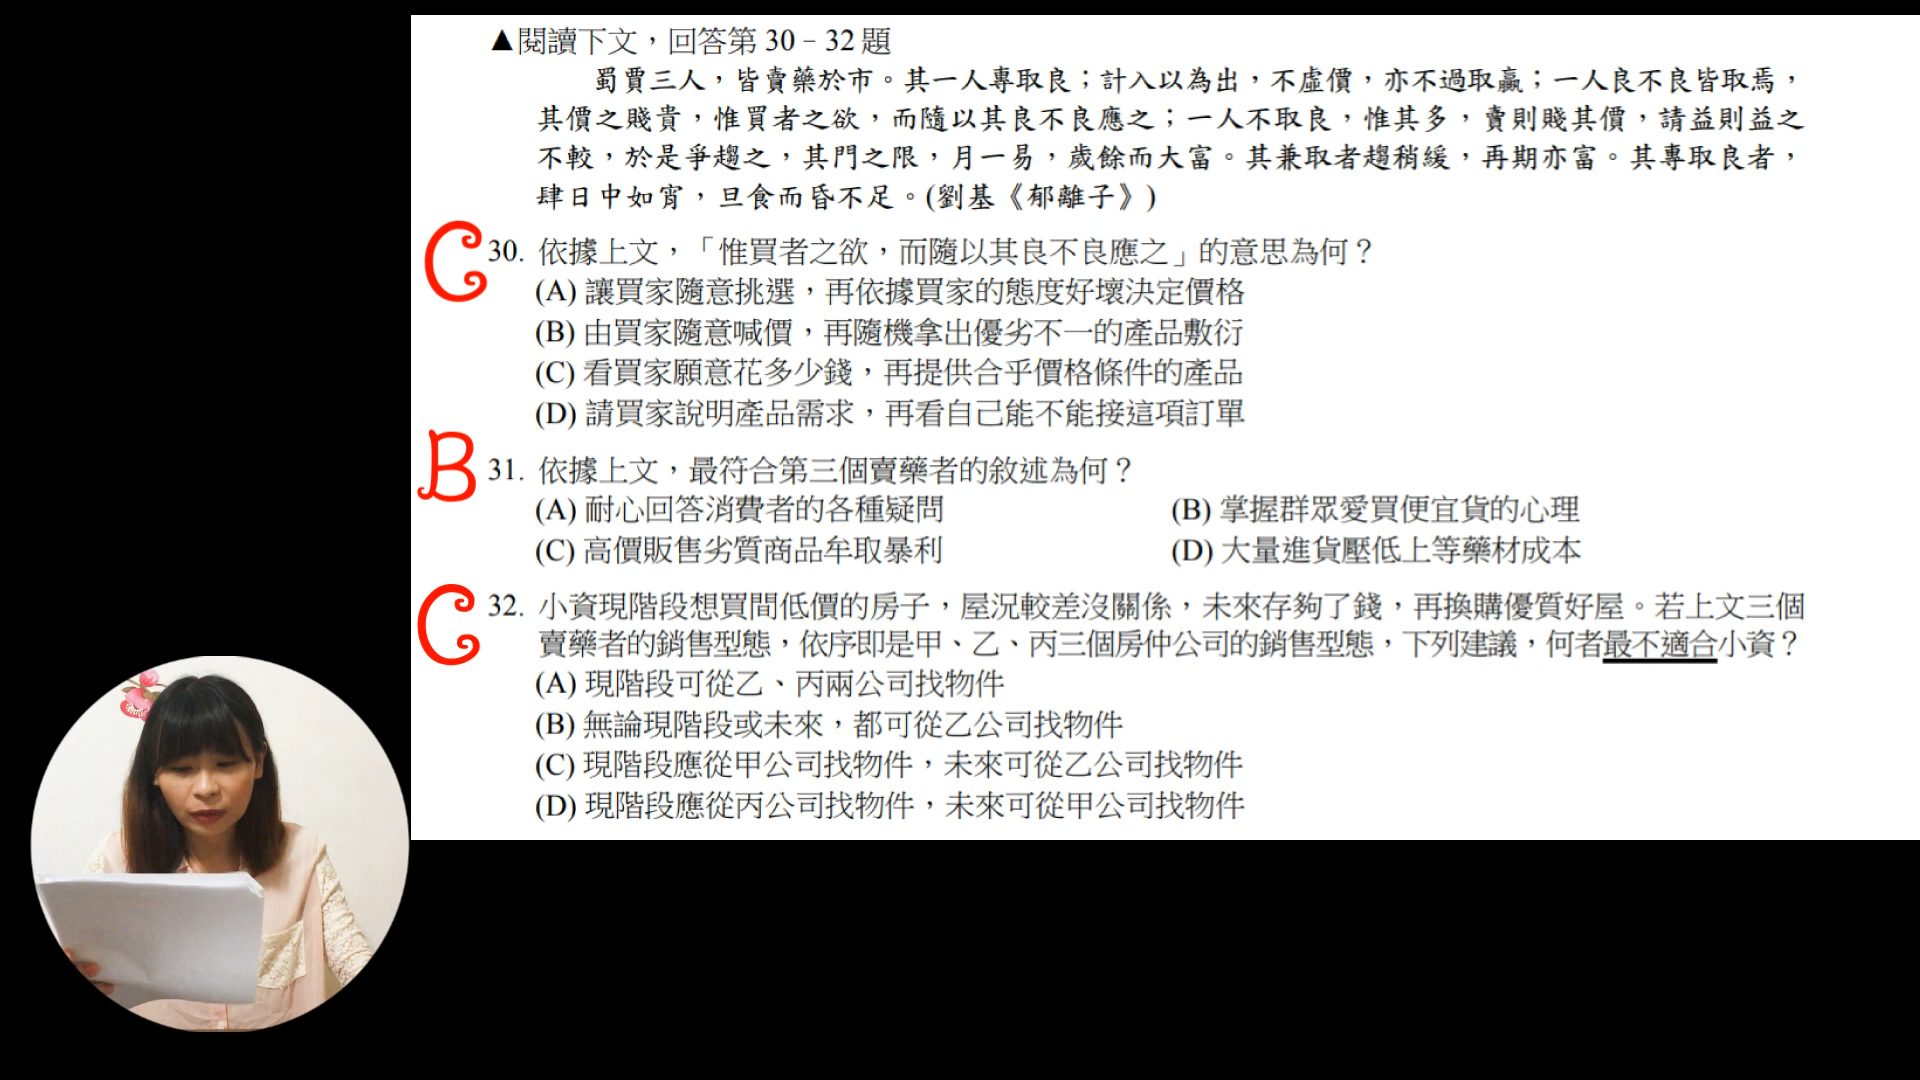 ▲閱讀下文，回答第 30－32 題
蜀賈三人，皆賣藥於市。其一人專取良；計入以為出，不虛價，亦不過取贏；一人良不良皆取焉，
其價之賤貴，惟買者之欲，而隨以其良不良應之；一人不取良，惟其多，賣則賤其價，請益則益之
不較，於是爭趨之，其門之限，月一易，歲餘而大富。其兼取者趨稍緩，再期亦富。其專取良者，
肆日中如宵，旦食而昏不足。(劉基《郁離子》)
C 30. 依據上文，「惟買者之欲，而隨以其良不良應之」的意思為何？
(A) 讓買家隨意挑選，再依據買家的態度好壞決定價格
(B) 由買家隨意喊價，再隨機拿出優劣不一的產品敷衍
(C) 看買家願意花多少錢，再提供合乎價格條件的產品
(D) 請買家說明產品需求，再看自己能不能接這項訂單
B 31. 依據上文，最符合第三個賣藥者的敘述為何？
(A) 耐心回答消費者的各種疑問 (B) 掌握群眾愛買便宜貨的心理
(C) 高價販售劣質商品牟取暴利 (D) 大量進貨壓低上等藥材成本
C 32. 小資現階段想買間低價的房子，屋況較差沒關係，未來存夠了錢，再換購優質好屋。若上文三個
賣藥者的銷售型態，依序即是甲、乙、丙三個房仲公司的銷售型態，下列建議，何者最不適合小資？
(A) 現階段可從乙、丙兩公司找物件
(B) 無論現階段或未來，都可從乙公司找物件
(C) 現階段應從甲公司找物件，未來可從乙公司找物件
(D) 現階段應從丙公司找物件，未來可從甲公司找物件